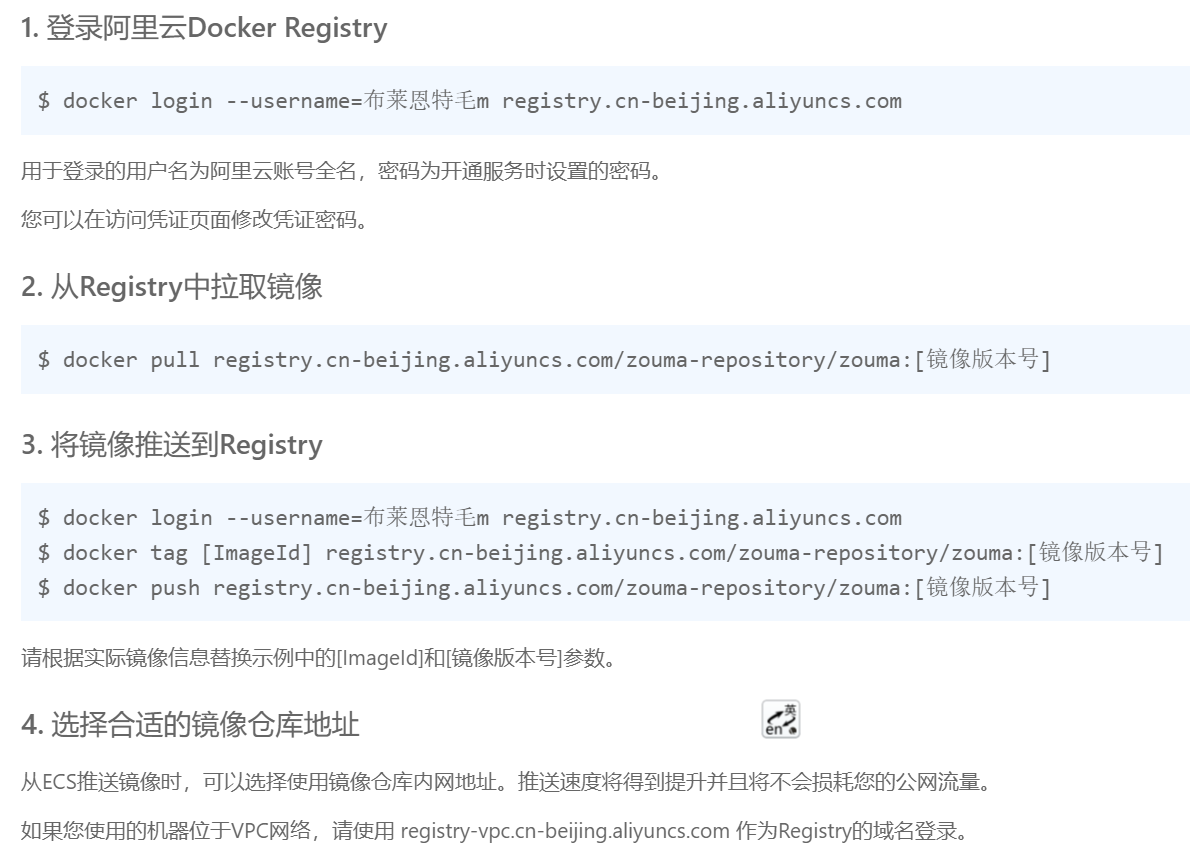 1. 登录阿里云Docker Registry
$ docker login --username=布莱恩特毛m registry.cn-beijing.aliyuncs.com
用于登录的用户名为阿里云账号全名，密码为开通服务时设置的密码。
您可以在访问凭证页面修改凭证密码。
2. 从Registry中拉取镜像
$ docker pull registry.cn-beijing.aliyuncs.com/zouma-repository/zouma:[镜像版本号]
3. 将镜像推送到Registry
$ docker login --username=布莱恩特毛m registry.cn-beijing.aliyuncs.com
$ docker tag [ImageId] registry.cn-beijing.aliyuncs.com/zouma-repository/zouma:[镜像版本号]
$ docker push registry.cn-beijing.aliyuncs.com/zouma-repository/zouma:[镜像版本号]
请根据实际镜像信息替换示例中的[ImageId]和[镜像版本号]参数。
4. 选择合适的镜像仓库地址
英
en
从ECS推送镜像时，可以选择使用镜像仓库内网地址。推送速度将得到提升并且将不会损耗您的公网流量。
如果您使用的机器位于VPC网络，请使用 registry-vpc.cn-beijing.aliyuncs.com 作为Registry的域名登录。